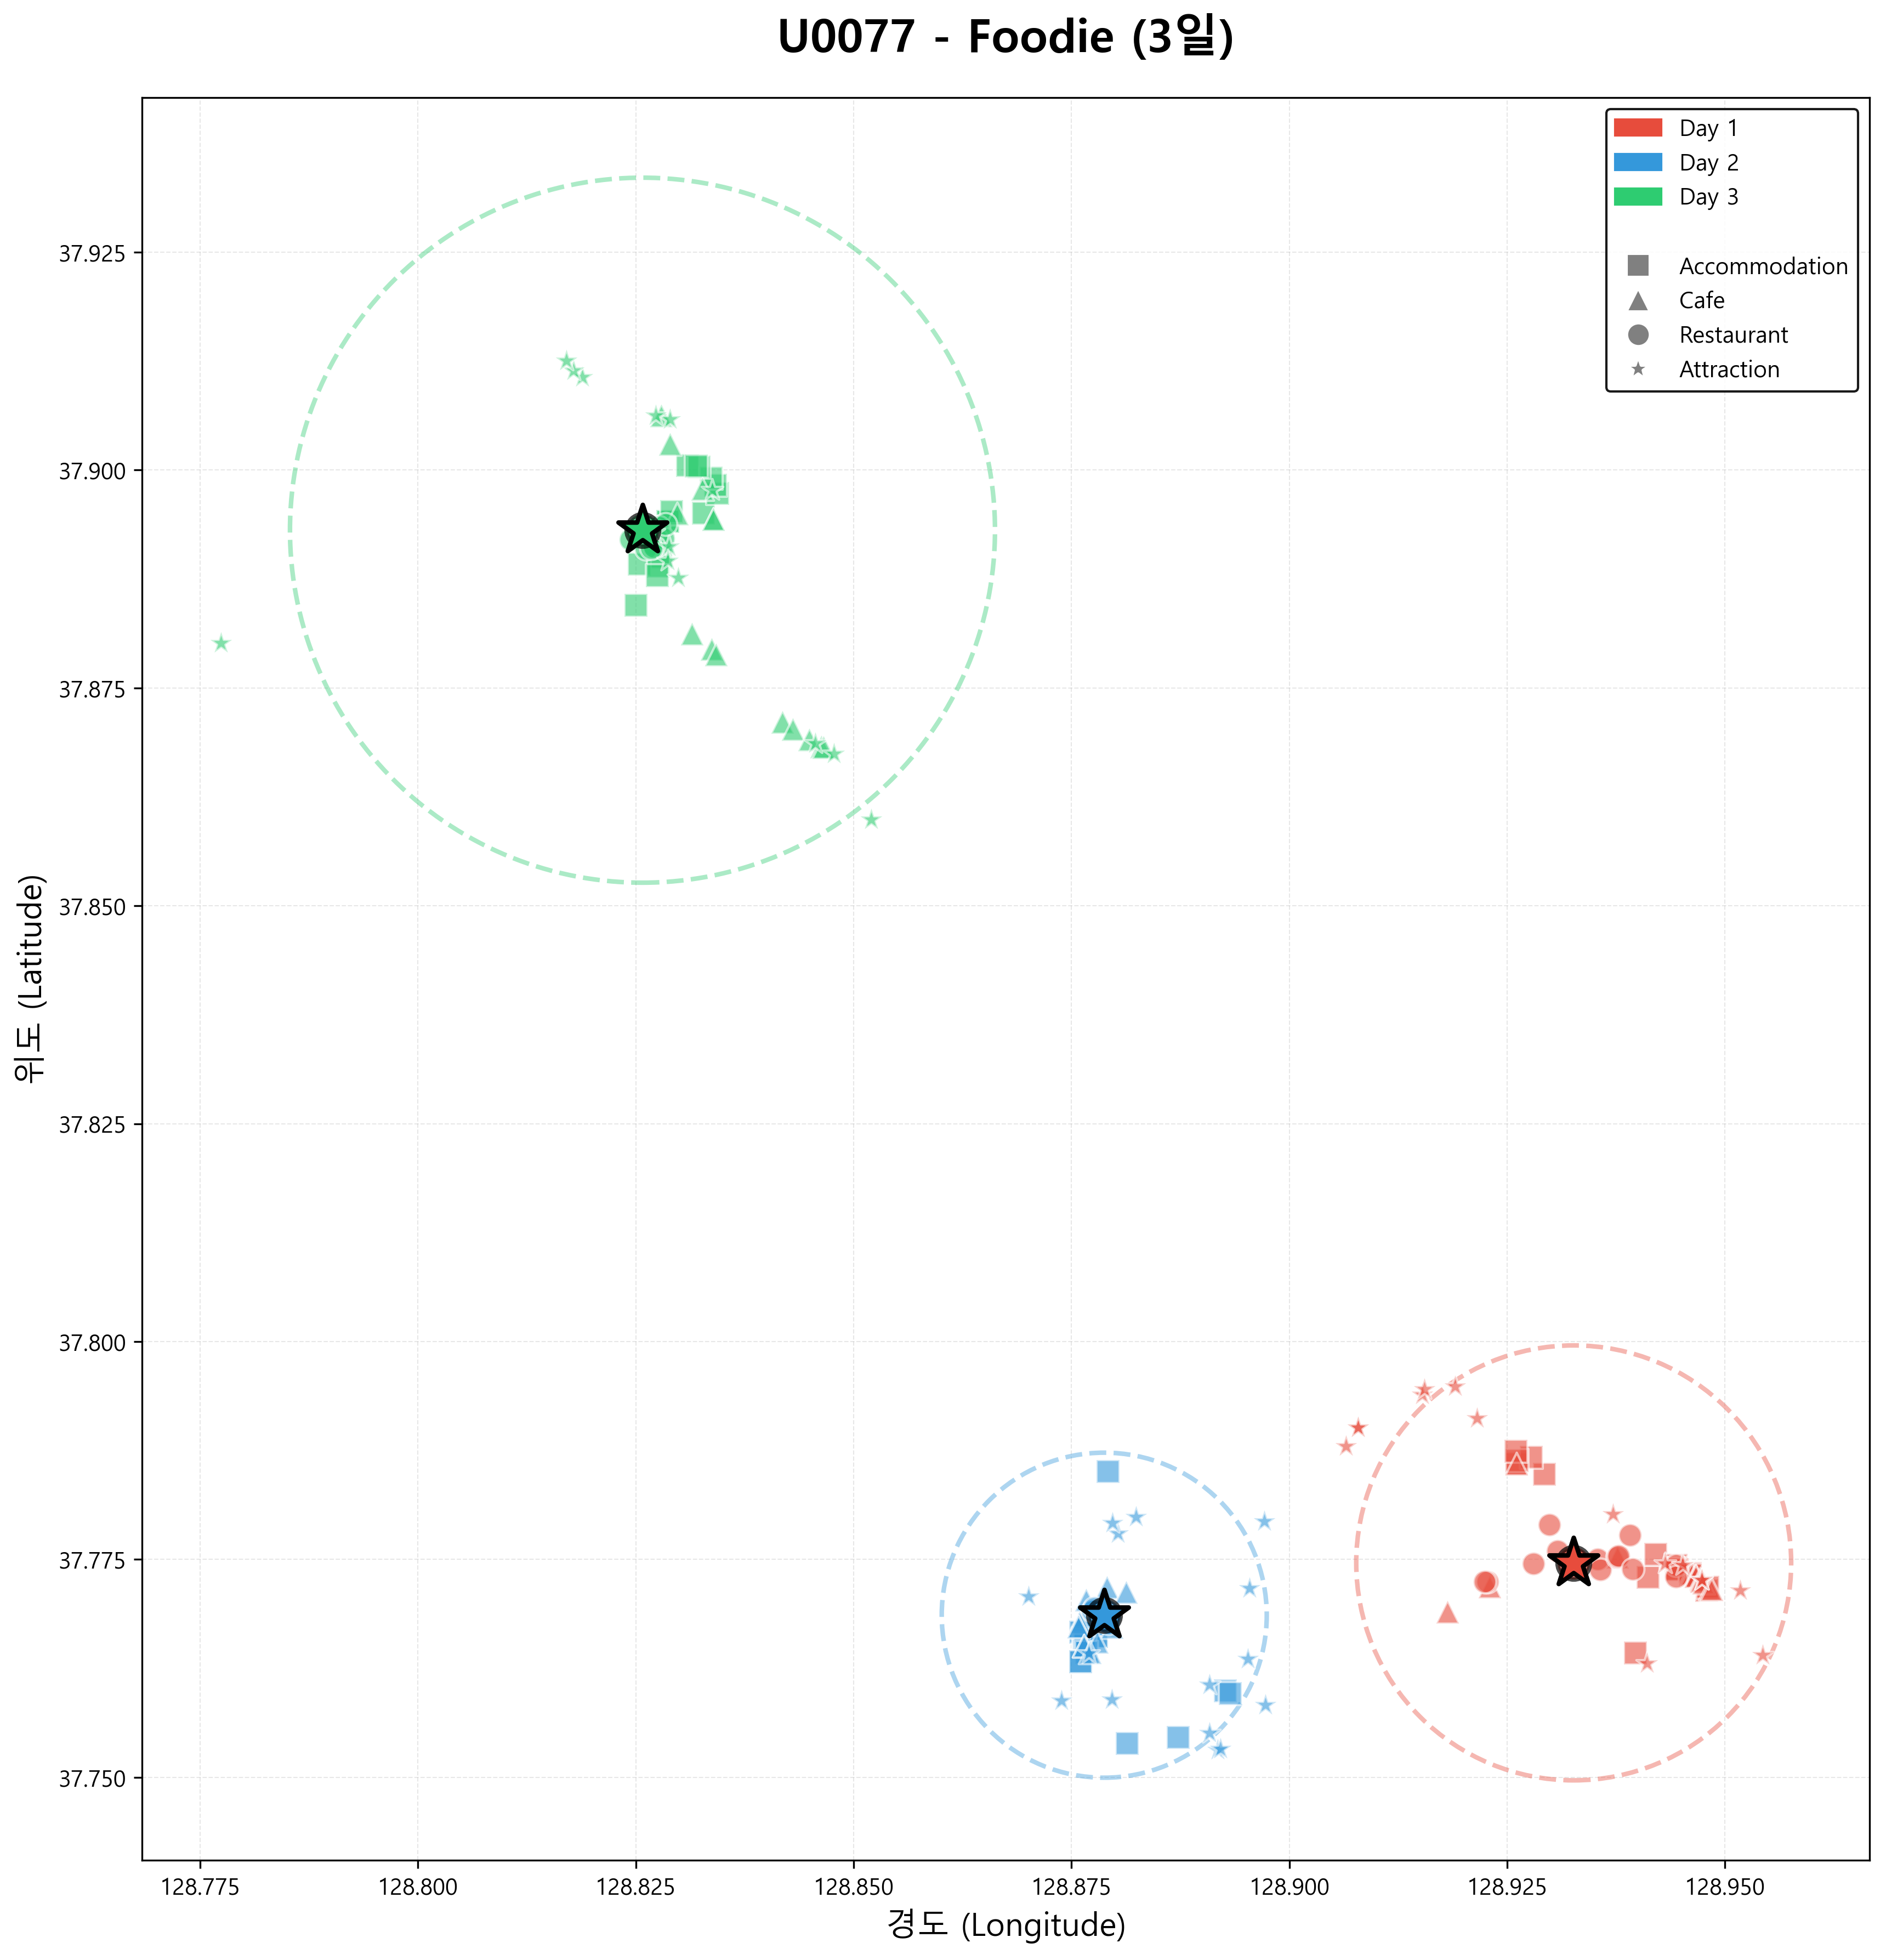 U0077 - Foodie (3일)
Day 1
Day 2
Day 3
Accommodation
Cafe
Restaurant
Attraction
37.925
37.900
37.875
37.850
37.825
37.800
37.775
37.750
위도 (Latitude)
128.775
128.800
128.825
128.850
128.875
128.900
128.925
128.950
경도 (Longitude)